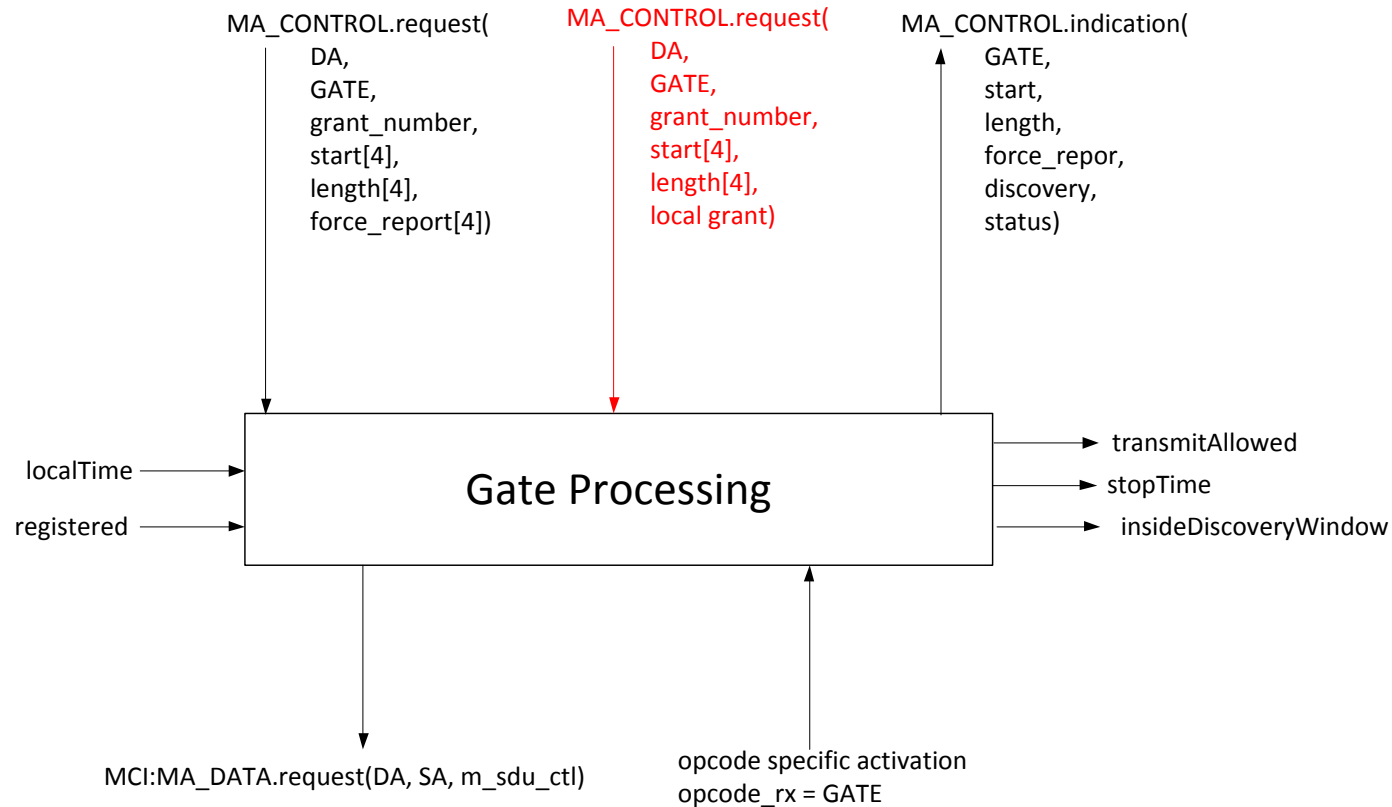 MA_CONTROL.request(
DA,
GATE,
grant_number,
start[4],
length[4],
force_report[4])
MA_CONTROL.request(
DA,
GATE,
grant_number,
start[4],
length[4],
local grant)
MA_CONTROL.indication(
GATE,
start,
length,
force_repor,
discovery,
status)
localTime
registered
Gate Processing
transmitAllowed
stopTime
insideDiscoveryWindow
MCI:MA_DATA.request(DA, SA, m_sdu_ctl)
opcode specific activation
opcode_rx = GATE